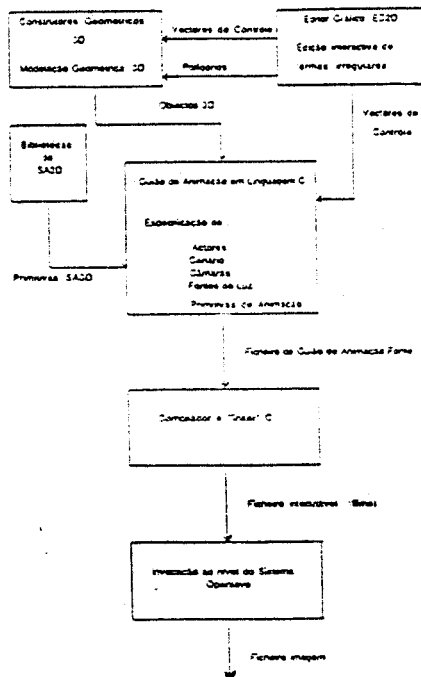 Construtores Geométricos
3D
Modelação Geométrica 3D
Vectores de Controle
Polígonos
Editor Gráfico ED2D
Edição interactiva de
formas irregulares
Objectos 3D
Vectores de
Controle
Biblioteca
SA3D
Guião de Animação em Linguagem C
Especificação de
Actores
Cenário
Câmaras
Fontes de Luz
Primitivas de Animação
Primitivas SA3D
Ficheiro de Guião de Animação Fonte
Compilador e "Linker" C
Ficheiro
Invocação ao nível do Sistema
Operativo
Ficheiro imagem